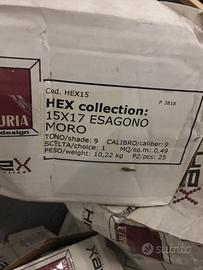 Cod. HEX15
P. 3818
HEX collection:
15X17 ESAGONO
MORO
TONO/shade: 9 CALIBRO/caliber: 9
SCELTA/choice: 1 MQ/sq.m: 0,49
PESO/weight: 10,22 kg PZ/pcs: 25
URIA
design
HEX
subito